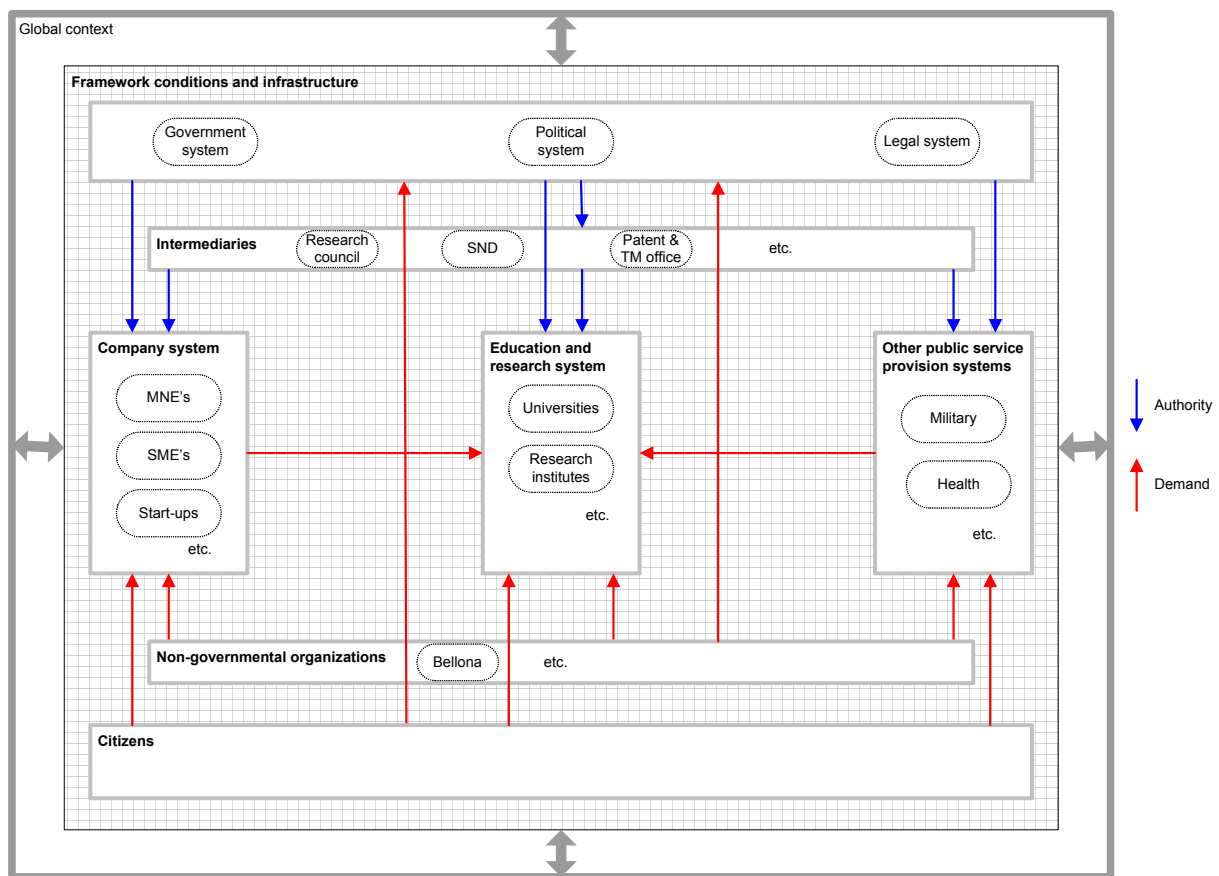 Global context
Framework conditions and infrastructure
Government
system
Political
system
Legal system
Intermediaries
Research
council
SND
Patent &
TM office
etc.
Company system
MNE's
SME's
Start-ups
etc.
Education and
research system
Universities
Research
institutes
etc.
Other public service
provision systems
Military
Health
etc.
Authority
Demand
Non-governmental organizations
Bellona
etc.
Citizens